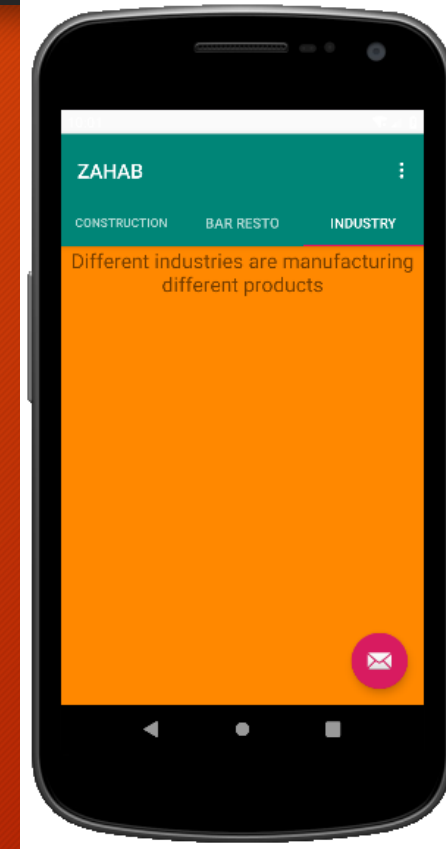 ZAHAB
CONSTRUCTION BAR RESTO INDUSTRY
Different industries are manufacturing
different products